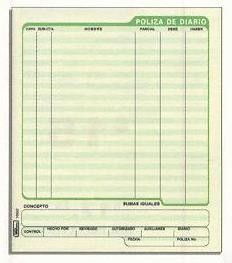 POLIZA DE DIARIO
CUENTA SUBCUENTA NOMBRE PARCIAL DEBE HABER
SUMAS IGUALES
CONCEPTO
CONTROL HECHO POR REVISADO AUTORIZADO AUXILIARES DIARIO
FECHA POLIZA No.